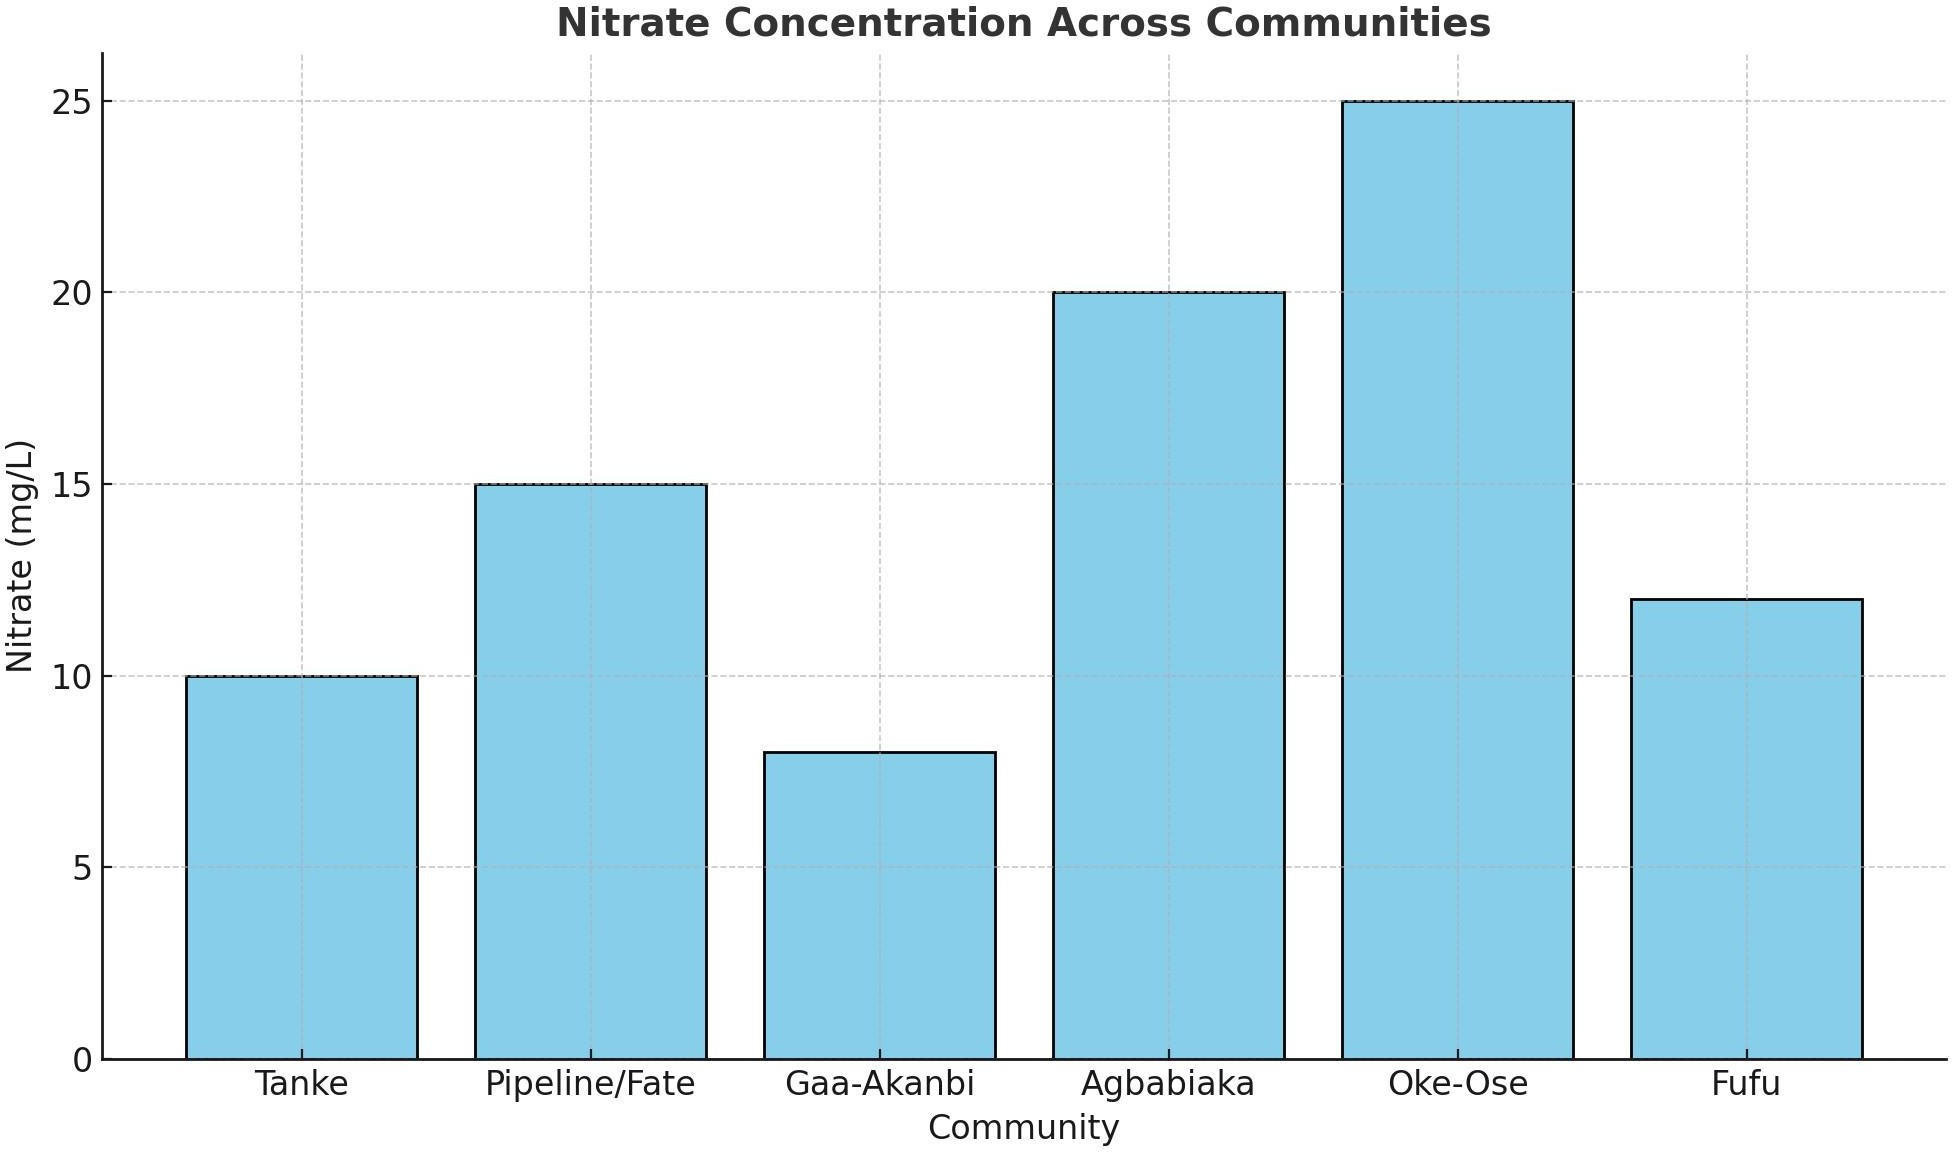 Nitrate Concentration Across Communities
Nitrate (mg/L)
25
20
15
10
5
0
Tanke Pipeline/Fate Gaa-Akanbi Agbabiaka Oke-Ose Fufu
Community